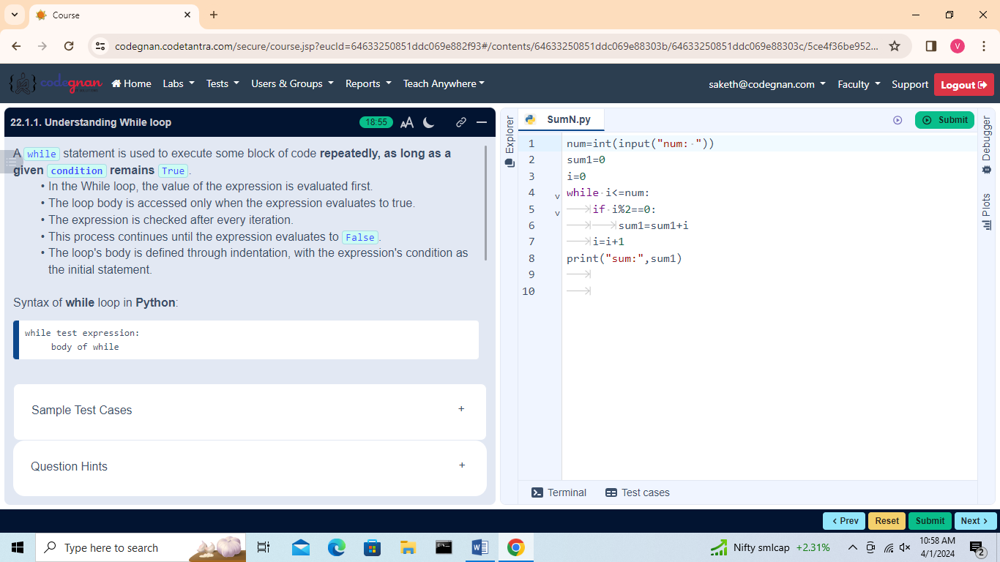 Course
codegnan.codetantra.com/secure/course.jsp?eucId=64633250851ddc069e882f93#/contents/64633250851ddc069e88303b/64633250851ddc069e88303c/5ce4f36be952...
V
codegnan
Home Labs Tests Users & Groups Reports Teach Anywhere saketh@codegnan.com Faculty Support Logout
22.1.1. Understanding While loop 18:55 AA
A while statement is used to execute some block of code repeatedly, as long as a
given condition remains True.
• In the While loop, the value of the expression is evaluated first.
• The loop body is accessed only when the expression evaluates to true.
• The expression is checked after every iteration.
• This process continues until the expression evaluates to False.
• The loop's body is defined through indentation, with the expression's condition as
the initial statement.
Syntax of while loop in Python:
while test expression:
body of while
Sample Test Cases +
Question Hints +
Explorer
SumN.py Submit
1 num=int(input("num: "))
2 sum1=0
3 i=0
4 while i<=num:
5 if i%2==0:
6 sum1=sum1+i
7 i=i+1
8 print("sum:",sum1)
9
10
Debugger
Plots
Terminal Test cases
Prev Reset Submit Next
Type here to search
Nifty smlcap +2.31%
10:58 AM
4/1/2024
2